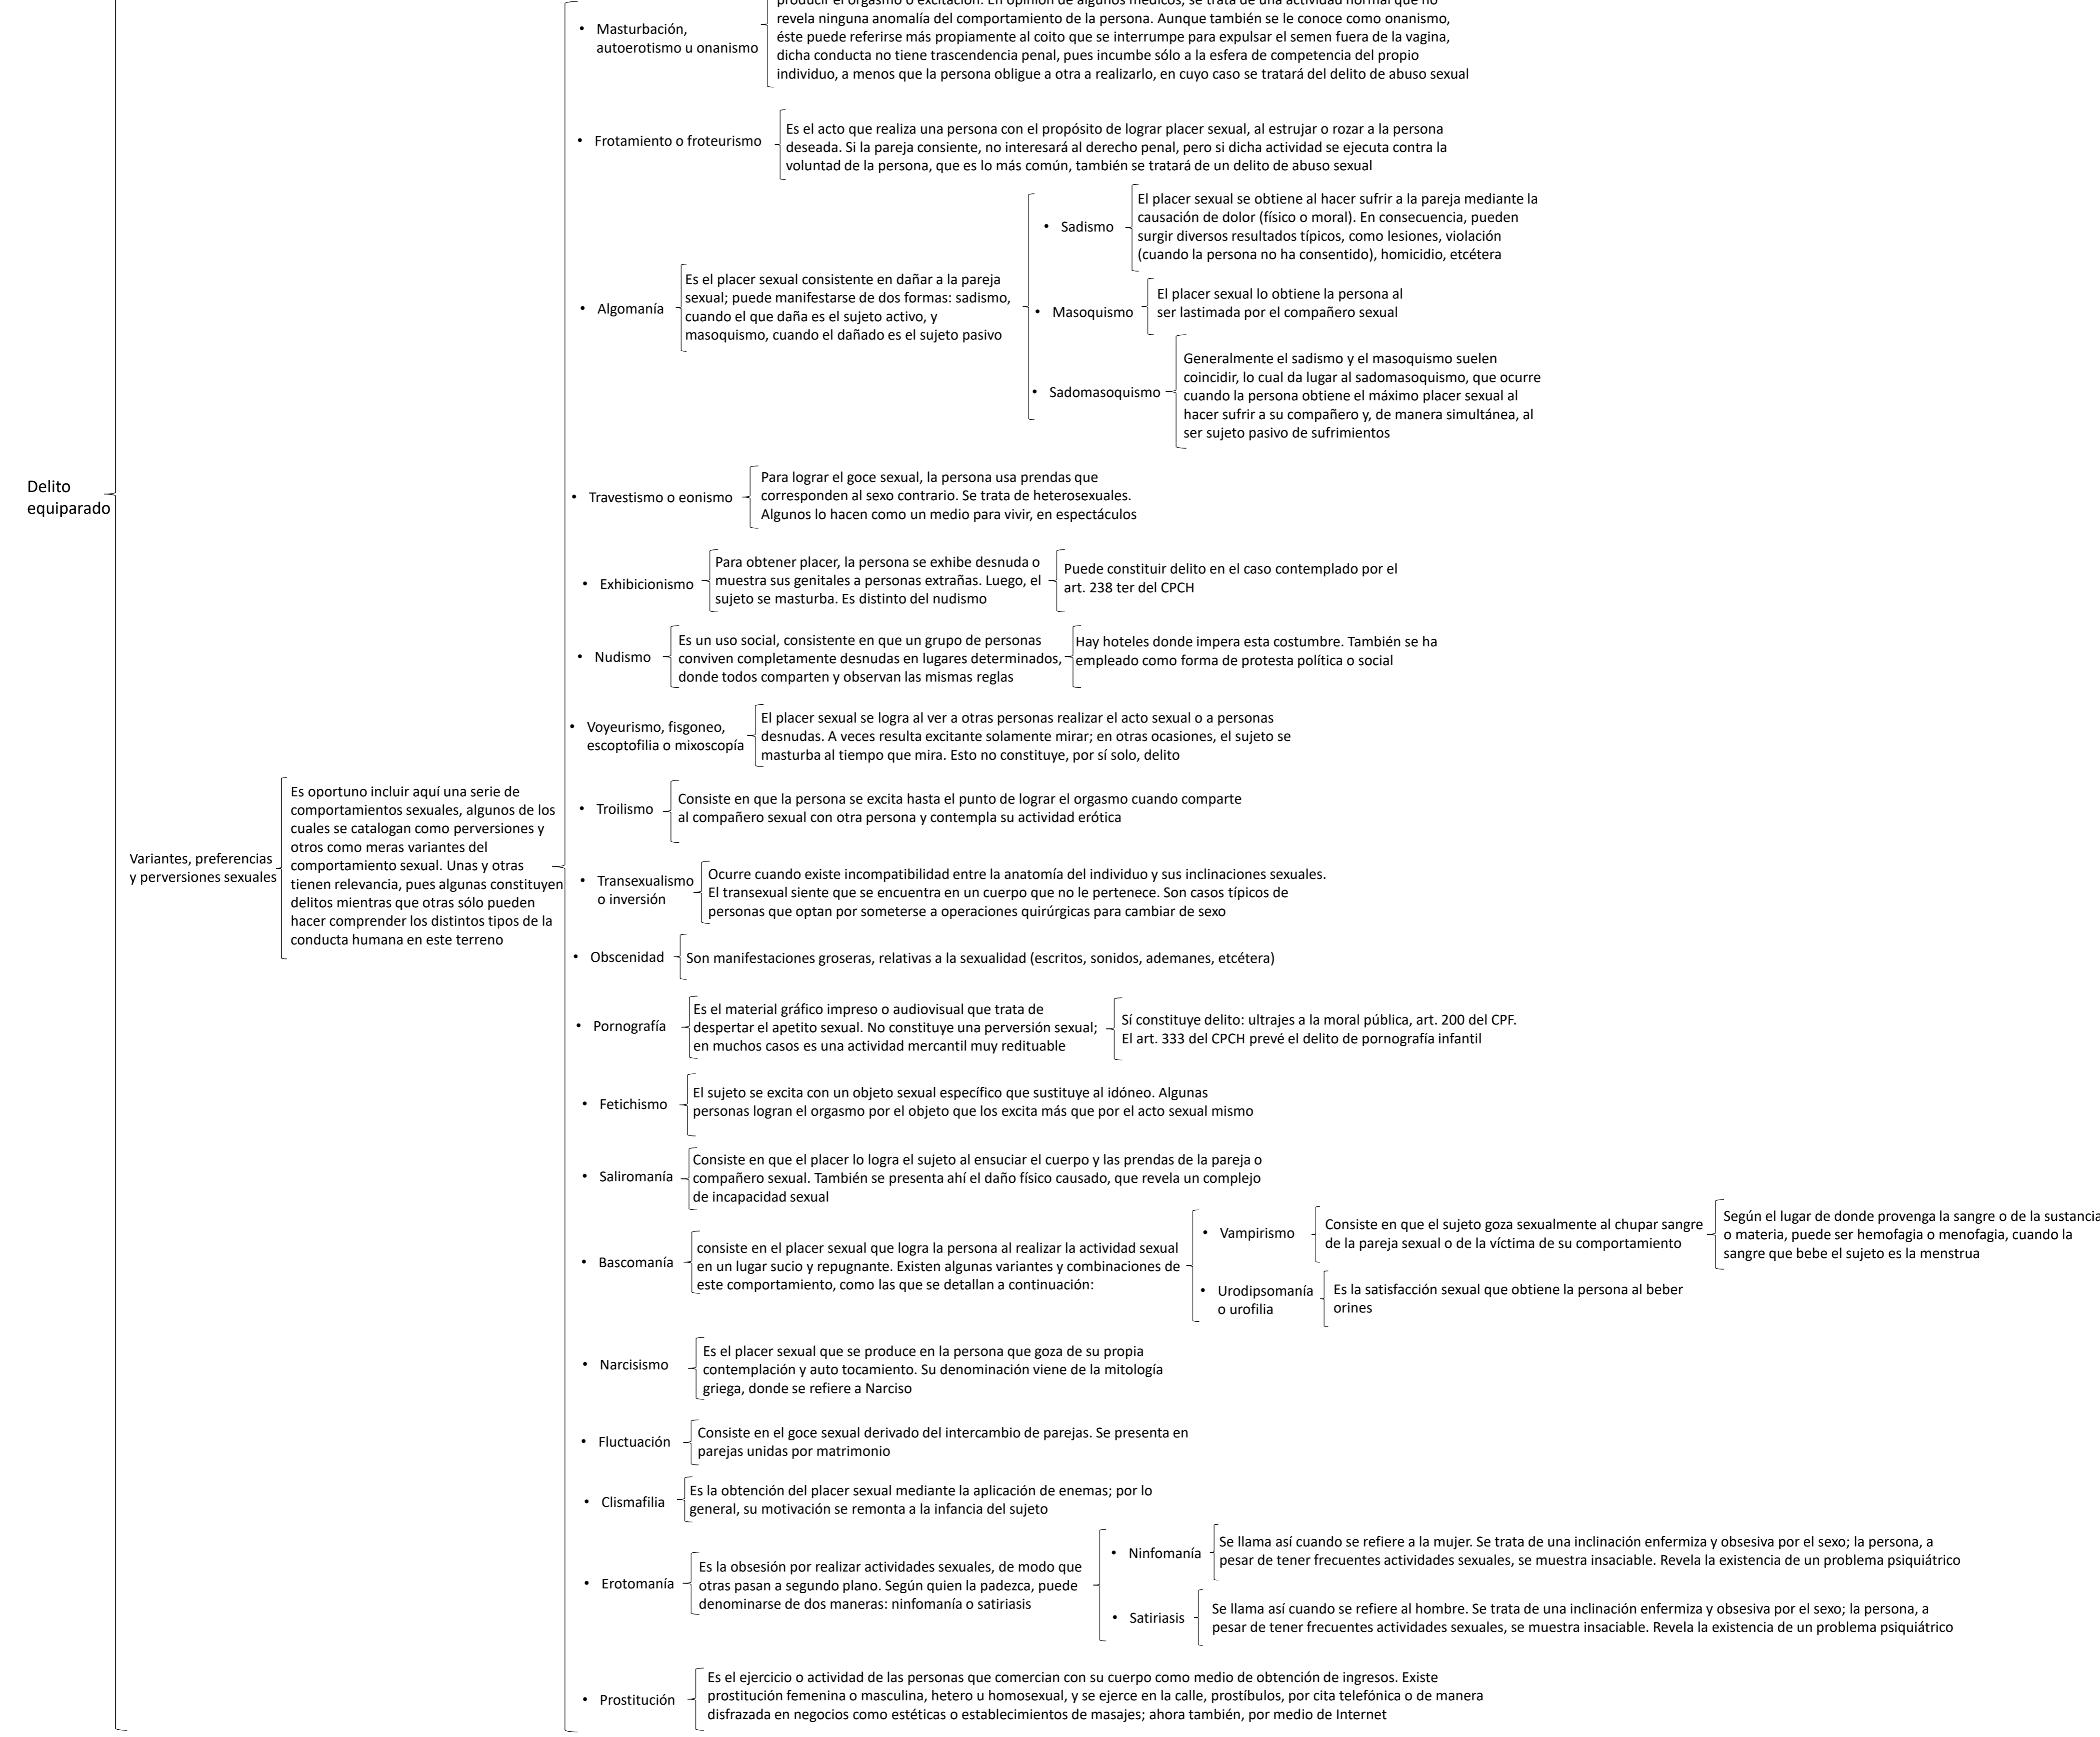 Delito
equiparado
Variantes, preferencias
y perversiones sexuales
Es oportuno incluir aquí una serie de
comportamientos sexuales, algunos de los
cuales se catalogan como perversiones y
otros como meras variantes del
comportamiento sexual. Unas y otras
tienen relevancia, pues algunas constituyen
delitos mientras que otras sólo pueden
hacer comprender los distintos tipos de la
conducta humana en este terreno
• Masturbación,
autoerotismo u onanismo
producir el orgasmo o excitación. En opinión de algunos médicos, se trata de una actividad normal que no
revela ninguna anomalía del comportamiento de la persona. Aunque también se le conoce como onanismo,
éste puede referirse más propiamente al coito que se interrumpe para expulsar el semen fuera de la vagina,
dicha conducta no tiene trascendencia penal, pues incumbe sólo a la esfera de competencia del propio
individuo, a menos que la persona obligue a otra a realizarlo, en cuyo caso se tratará del delito de abuso sexual
• Frotamiento o froteurismo
Es el acto que realiza una persona con el propósito de lograr placer sexual, al estrujar o rozar a la persona
deseada. Si la pareja consiente, no interesará al derecho penal, pero si dicha actividad se ejecuta contra la
voluntad de la persona, que es lo más común, también se tratará de un delito de abuso sexual
• Algomanía
Es el placer sexual consistente en dañar a la pareja
sexual; puede manifestarse de dos formas: sadismo,
cuando el que daña es el sujeto activo, y
masoquismo, cuando el dañado es el sujeto pasivo
• Sadismo
El placer sexual se obtiene al hacer sufrir a la pareja mediante la
causación de dolor (físico o moral). En consecuencia, pueden
surgir diversos resultados típicos, como lesiones, violación
(cuando la persona no ha consentido), homicidio, etcétera
• Masoquismo
El placer sexual lo obtiene la persona al
ser lastimada por el compañero sexual
• Sadomasoquismo
Generalmente el sadismo y el masoquismo suelen
coincidir, lo cual da lugar al sadomasoquismo, que ocurre
cuando la persona obtiene el máximo placer sexual al
hacer sufrir a su compañero y, de manera simultánea, al
ser sujeto pasivo de sufrimientos
• Travestismo o eonismo
Para lograr el goce sexual, la persona usa prendas que
corresponden al sexo contrario. Se trata de heterosexuales.
Algunos lo hacen como un medio para vivir, en espectáculos
• Exhibicionismo
Para obtener placer, la persona se exhibe desnuda o
muestra sus genitales a personas extrañas. Luego, el
sujeto se masturba. Es distinto del nudismo
Puede constituir delito en el caso contemplado por el
art. 238 ter del CPCH
• Nudismo
Es un uso social, consistente en que un grupo de personas
conviven completamente desnudas en lugares determinados,
donde todos comparten y observan las mismas reglas
Hay hoteles donde impera esta costumbre. También se ha
empleado como forma de protesta política o social
• Voyeurismo, fisgoneo,
escoptofilia o mixoscopía
El placer sexual se logra al ver a otras personas realizar el acto sexual o a personas
desnudas. A veces resulta excitante solamente mirar; en otras ocasiones, el sujeto se
masturba al tiempo que mira. Esto no constituye, por sí solo, delito
• Troilismo
Consiste en que la persona se excita hasta el punto de lograr el orgasmo cuando comparte
al compañero sexual con otra persona y contempla su actividad erótica
• Transexualismo
o inversión
Ocurre cuando existe incompatibilidad entre la anatomía del individuo y sus inclinaciones sexuales.
El transexual siente que se encuentra en un cuerpo que no le pertenece. Son casos típicos de
personas que optan por someterse a operaciones quirúrgicas para cambiar de sexo
• Obscenidad
Son manifestaciones groseras, relativas a la sexualidad (escritos, sonidos, ademanes, etcétera)
• Pornografía
Es el material gráfico impreso o audiovisual que trata de
despertar el apetito sexual. No constituye una perversión sexual;
en muchos casos es una actividad mercantil muy redituable
Sí constituye delito: ultrajes a la moral pública, art. 200 del CPF.
El art. 333 del CPCH prevé el delito de pornografía infantil
• Fetichismo
El sujeto se excita con un objeto sexual específico que sustituye al idóneo. Algunas
personas logran el orgasmo por el objeto que los excita más que por el acto sexual mismo
• Saliromanía
Consiste en que el placer lo logra el sujeto al ensuciar el cuerpo y las prendas de la pareja o
compañero sexual. También se presenta ahí el daño físico causado, que revela un complejo
de incapacidad sexual
• Bascomanía
consiste en el placer sexual que logra la persona al realizar la actividad sexual
en un lugar sucio y repugnante. Existen algunas variantes y combinaciones de
este comportamiento, como las que se detallan a continuación:
• Vampirismo
Consiste en que el sujeto goza sexualmente al chupar sangre
de la pareja sexual o de la víctima de su comportamiento
Según el lugar de donde provenga la sangre o de la sustancia
o materia, puede ser hemofagia o menofagia, cuando la
sangre que bebe el sujeto es la menstrua
• Urodipsomanía
o urofilia
Es la satisfacción sexual que obtiene la persona al beber
orines
• Narcisismo
Es el placer sexual que se produce en la persona que goza de su propia
contemplación y auto tocamiento. Su denominación viene de la mitología
griega, donde se refiere a Narciso
• Fluctuación
Consiste en el goce sexual derivado del intercambio de parejas. Se presenta en
parejas unidas por matrimonio
• Clismafilia
Es la obtención del placer sexual mediante la aplicación de enemas; por lo
general, su motivación se remonta a la infancia del sujeto
• Erotomanía
Es la obsesión por realizar actividades sexuales, de modo que
otras pasan a segundo plano. Según quien la padezca, puede
denominarse de dos maneras: ninfomanía o satiriasis
• Ninfomanía
Se llama así cuando se refiere a la mujer. Se trata de una inclinación enfermiza y obsesiva por el sexo; la persona, a
pesar de tener frecuentes actividades sexuales, se muestra insaciable. Revela la existencia de un problema psiquiátrico
• Satiriasis
Se llama así cuando se refiere al hombre. Se trata de una inclinación enfermiza y obsesiva por el sexo; la persona, a
pesar de tener frecuentes actividades sexuales, se muestra insaciable. Revela la existencia de un problema psiquiátrico
• Prostitución
Es el ejercicio o actividad de las personas que comercian con su cuerpo como medio de obtención de ingresos. Existe
prostitución femenina o masculina, hetero u homosexual, y se ejerce en la calle, prostíbulos, por cita telefónica o de manera
disfrazada en negocios como estéticas o establecimientos de masajes; ahora también, por medio de Internet